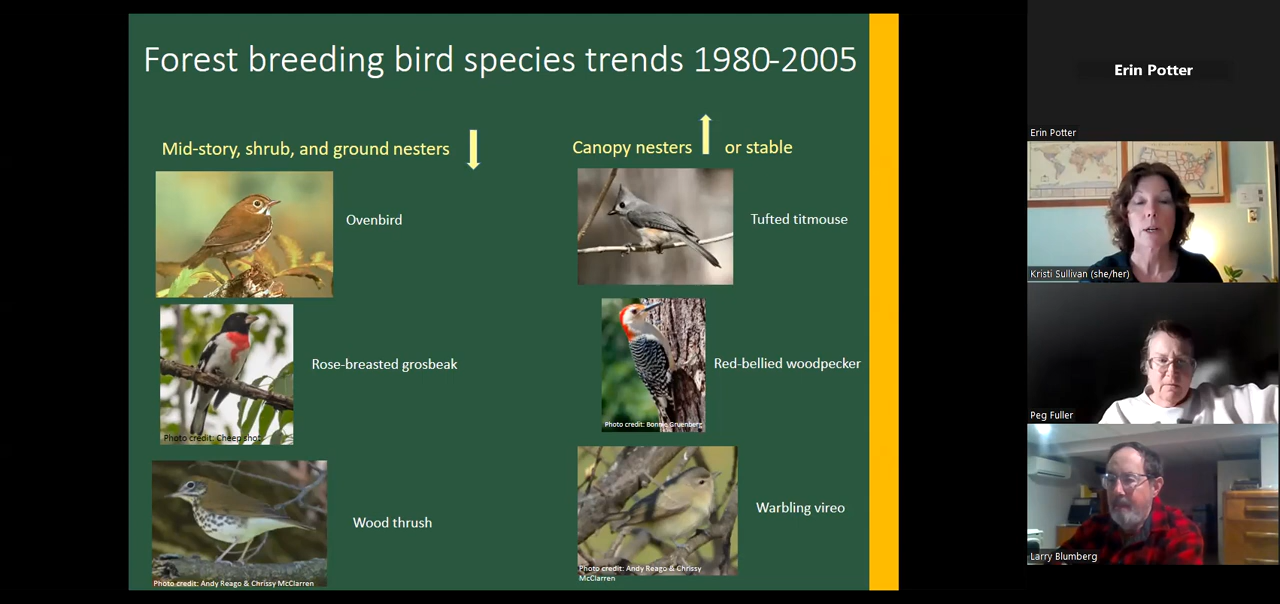 Forest breeding bird species trends 1980-2005
Mid-story, shrub, and ground nesters
Canopy nesters or stable
Ovenbird
Tufted titmouse
Rose-breasted grosbeak
Photo credit: Cheep shot
Red-bellied woodpecker
Photo credit: Bonnie Gruenberg
Wood thrush
Photo credit: Andy Reago & Chrissy McClarren
Warbling vireo
Photo credit: Andy Reago & Chrissy
McClarren
Erin Potter
Erin Potter
Kristi Sullivan (she/her)
Peg Fuller
Larry Blumberg